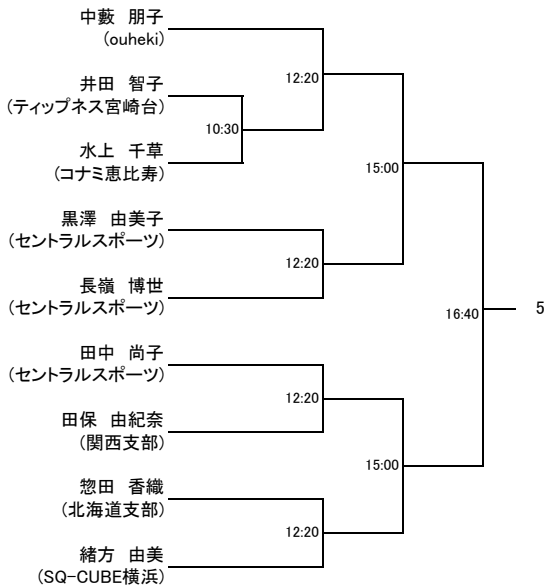 中藪 朋子
(ouheki)
12:20
井田 智子
(ティップネス宮崎台)
10:30
水上 千草
(コナミ恵比寿)
15:00
黒澤 由美子
(セントラルスポーツ)
12:20
長嶺 博世
(セントラルスポーツ)
16:40
5
田中 尚子
(セントラルスポーツ)
12:20
田保 由紀奈
(関西支部)
15:00
惣田 香織
(北海道支部)
12:20
緒方 由美
(SQ-CUBE横浜)